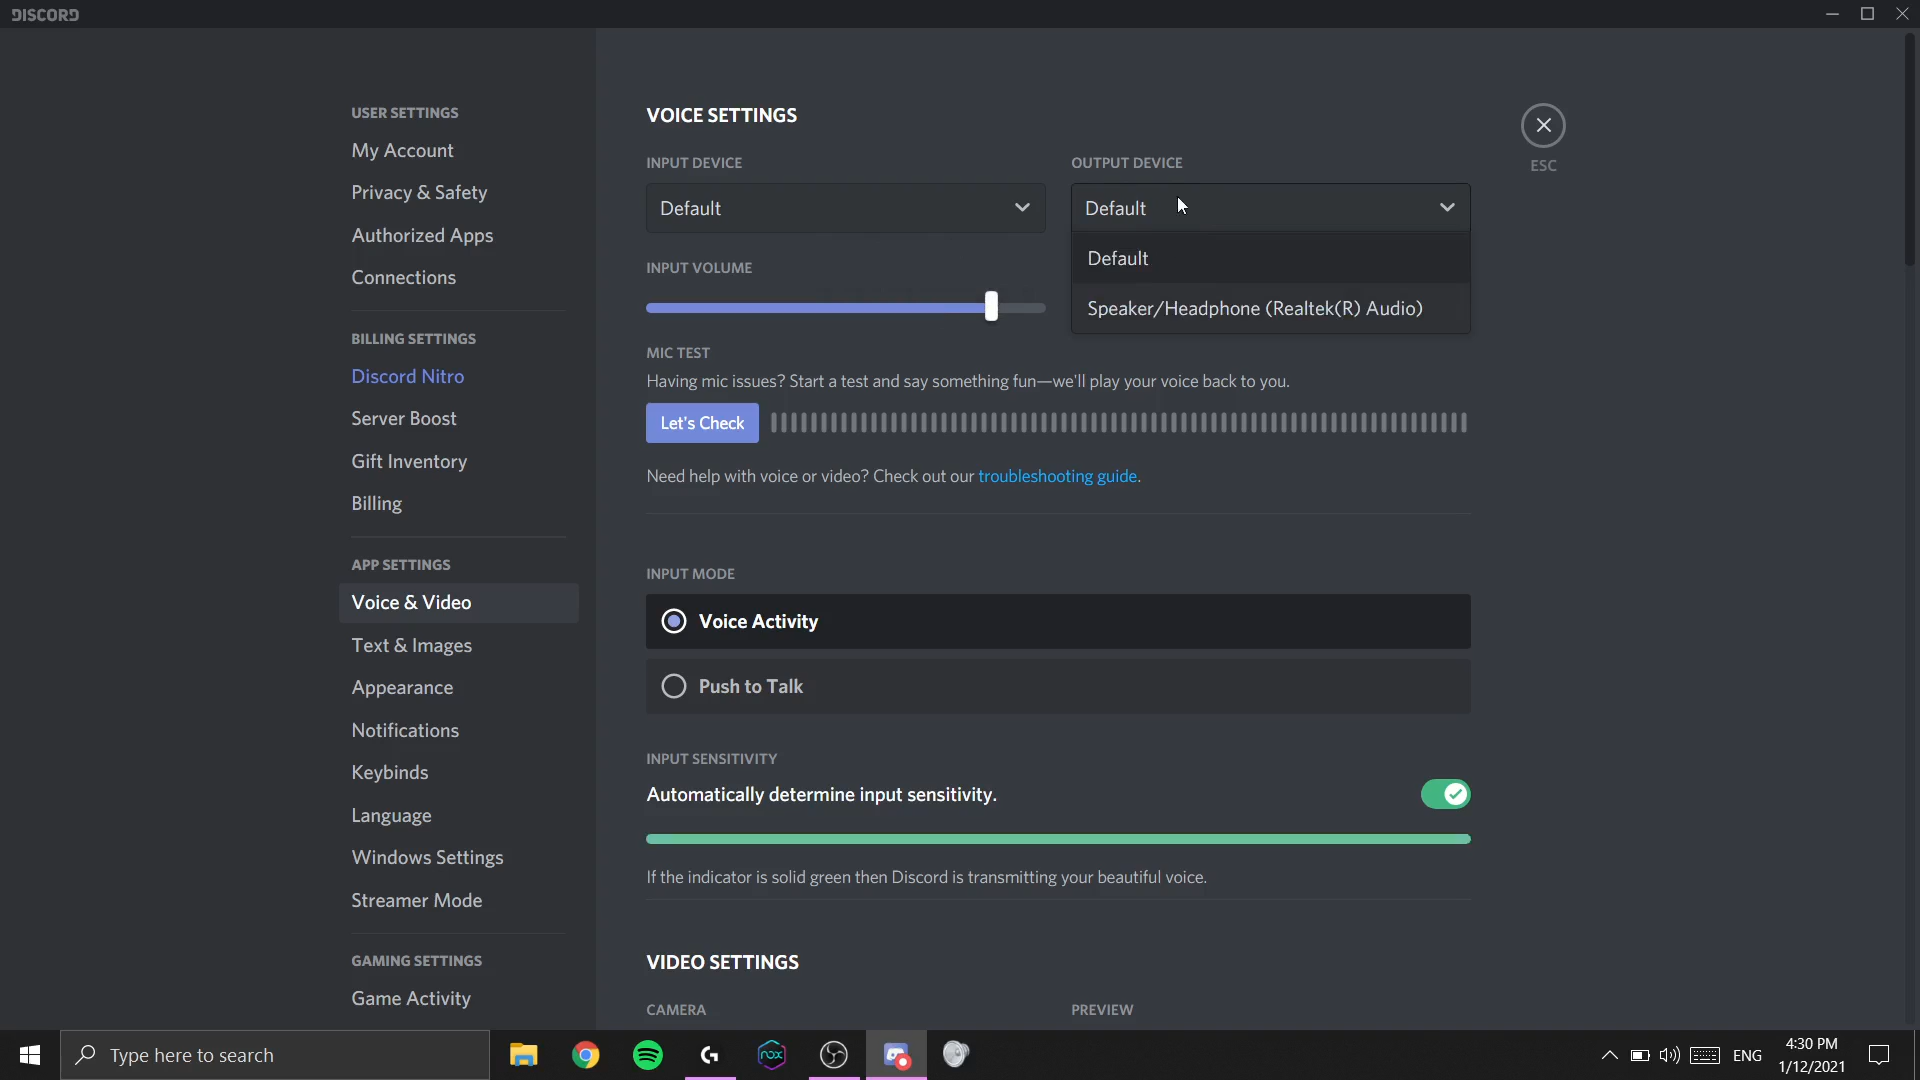 DISCORD
USER SETTINGS
My Account
Privacy & Safety
Authorized Apps
Connections
BILLING SETTINGS
Discord Nitro
Server Boost
Gift Inventory
Billing
APP SETTINGS
Voice & Video
Text & Images
Appearance
Notifications
Keybinds
Language
Windows Settings
Streamer Mode
GAMING SETTINGS
Game Activity
VOICE SETTINGS
INPUT DEVICE
Default
OUTPUT DEVICE
Default
Default
Speaker/Headphone (Realtek(R) Audio)
ESC
INPUT VOLUME
MIC TEST
Having mic issues? Start a test and say something fun—we'll play your voice back to you.
Let's Check
Need help with voice or video? Check out our troubleshooting guide.
INPUT MODE
Voice Activity
Push to Talk
INPUT SENSITIVITY
Automatically determine input sensitivity.
If the indicator is solid green then Discord is transmitting your beautiful voice.
VIDEO SETTINGS
CAMERA
PREVIEW
Type here to search
nox
ENG
4:30 PM
1/12/2021